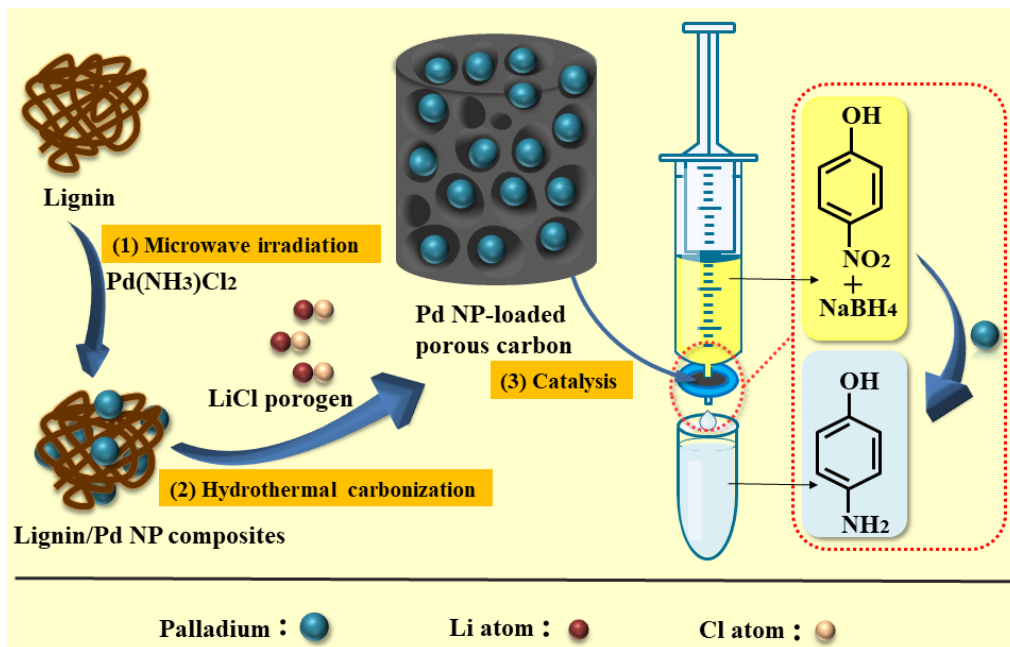 Lignin
(1) Microwave irradiation
Pd(NH3)Cl2
LiCl porogen
Lignin/Pd NP composites
(2) Hydrothermal carbonization
Pd NP-loaded
porous carbon
(3) Catalysis
OH
NO2
+
NaBH4
OH
NH2
Palladium :
Li atom :
Cl atom :